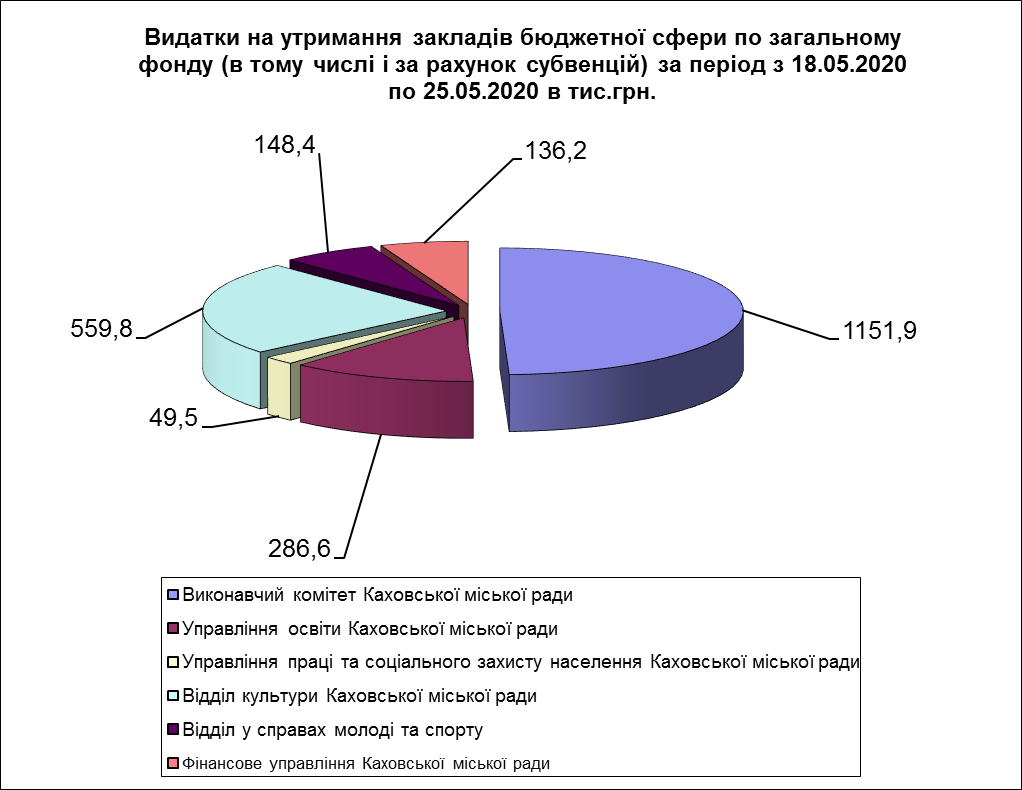 Видатки на утримання закладів бюджетної сфери по загальному
фонду (в тому числі і за рахунок субвенцій) за період з 18.05.2020
по 25.05.2020 в тис.грн.
148,4
136,2
559,8
1151,9
49,5
286,6
Виконавчий комітет Каховської міської ради
Управління освіти Каховської міської ради
Управління праці та соціального захисту населення Каховської міської ради
Відділ культури Каховської міської ради
Відділ у справах молоді та спорту
Фінансове управління Каховської міської ради